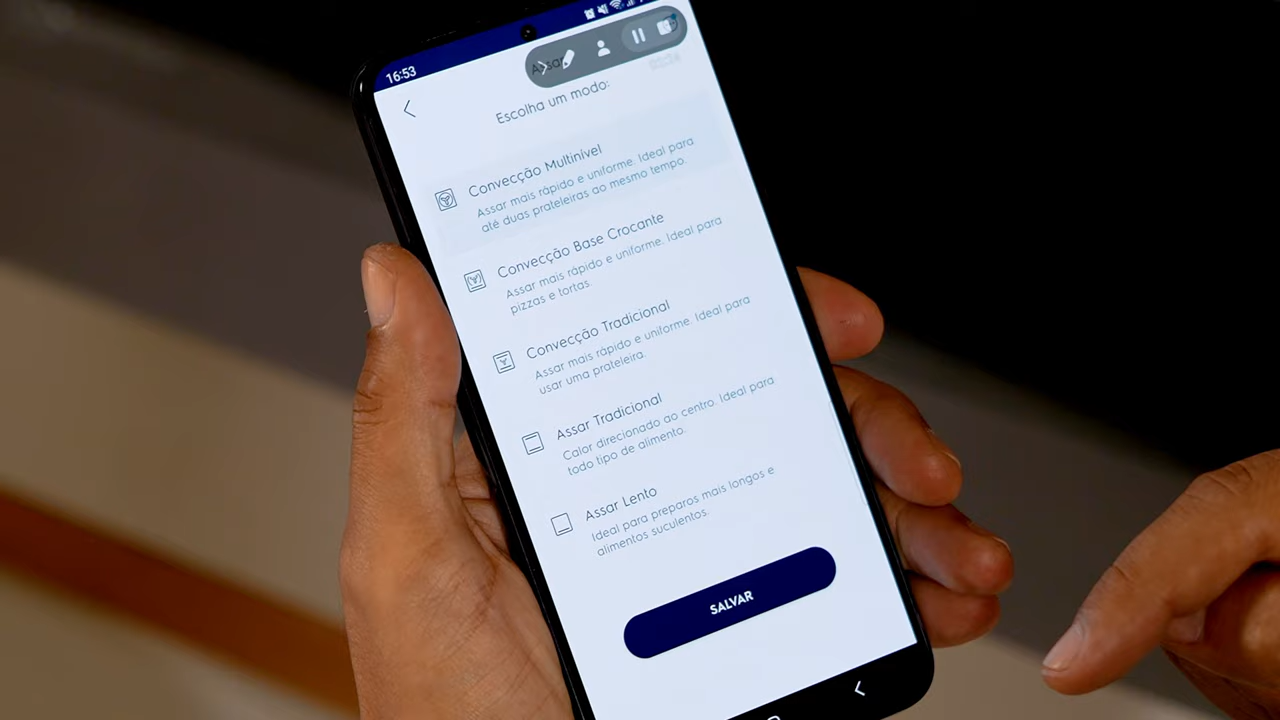 16:53
Assar
Escolha um modo:
Convecção Multinível
Assar mais rápido e uniforme. Ideal para
até duas prateleiras ao mesmo tempo.
Convecção Base Crocante
Assar mais rápido e uniforme. Ideal para
pizzas e tortas.
Convecção Tradicional
Assar mais rápido e uniforme. Ideal para
usar uma prateleira.
Assar Tradicional
Calor direcionado ao centro. Ideal para
todo tipo de alimento.
Assar Lento
Ideal para preparos mais longos e
alimentos suculentos.
SALVAR